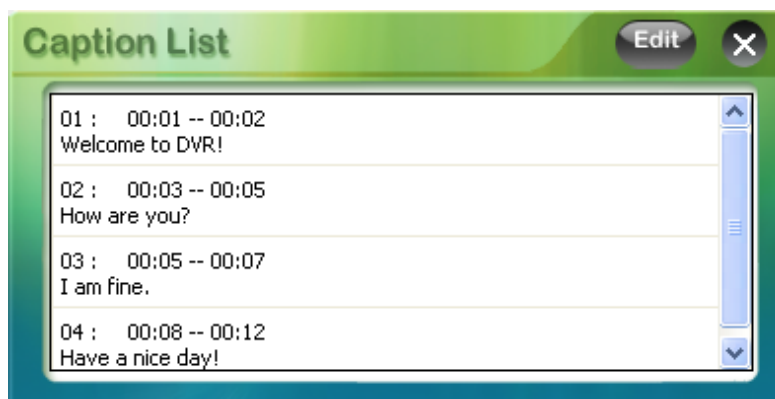 Caption List
Edit
01 : 00:01 -- 00:02
Welcome to DVR!
02 : 00:03 -- 00:05
How are you?
03 : 00:05 -- 00:07
I am fine.
04 : 00:08 -- 00:12
Have a nice day!